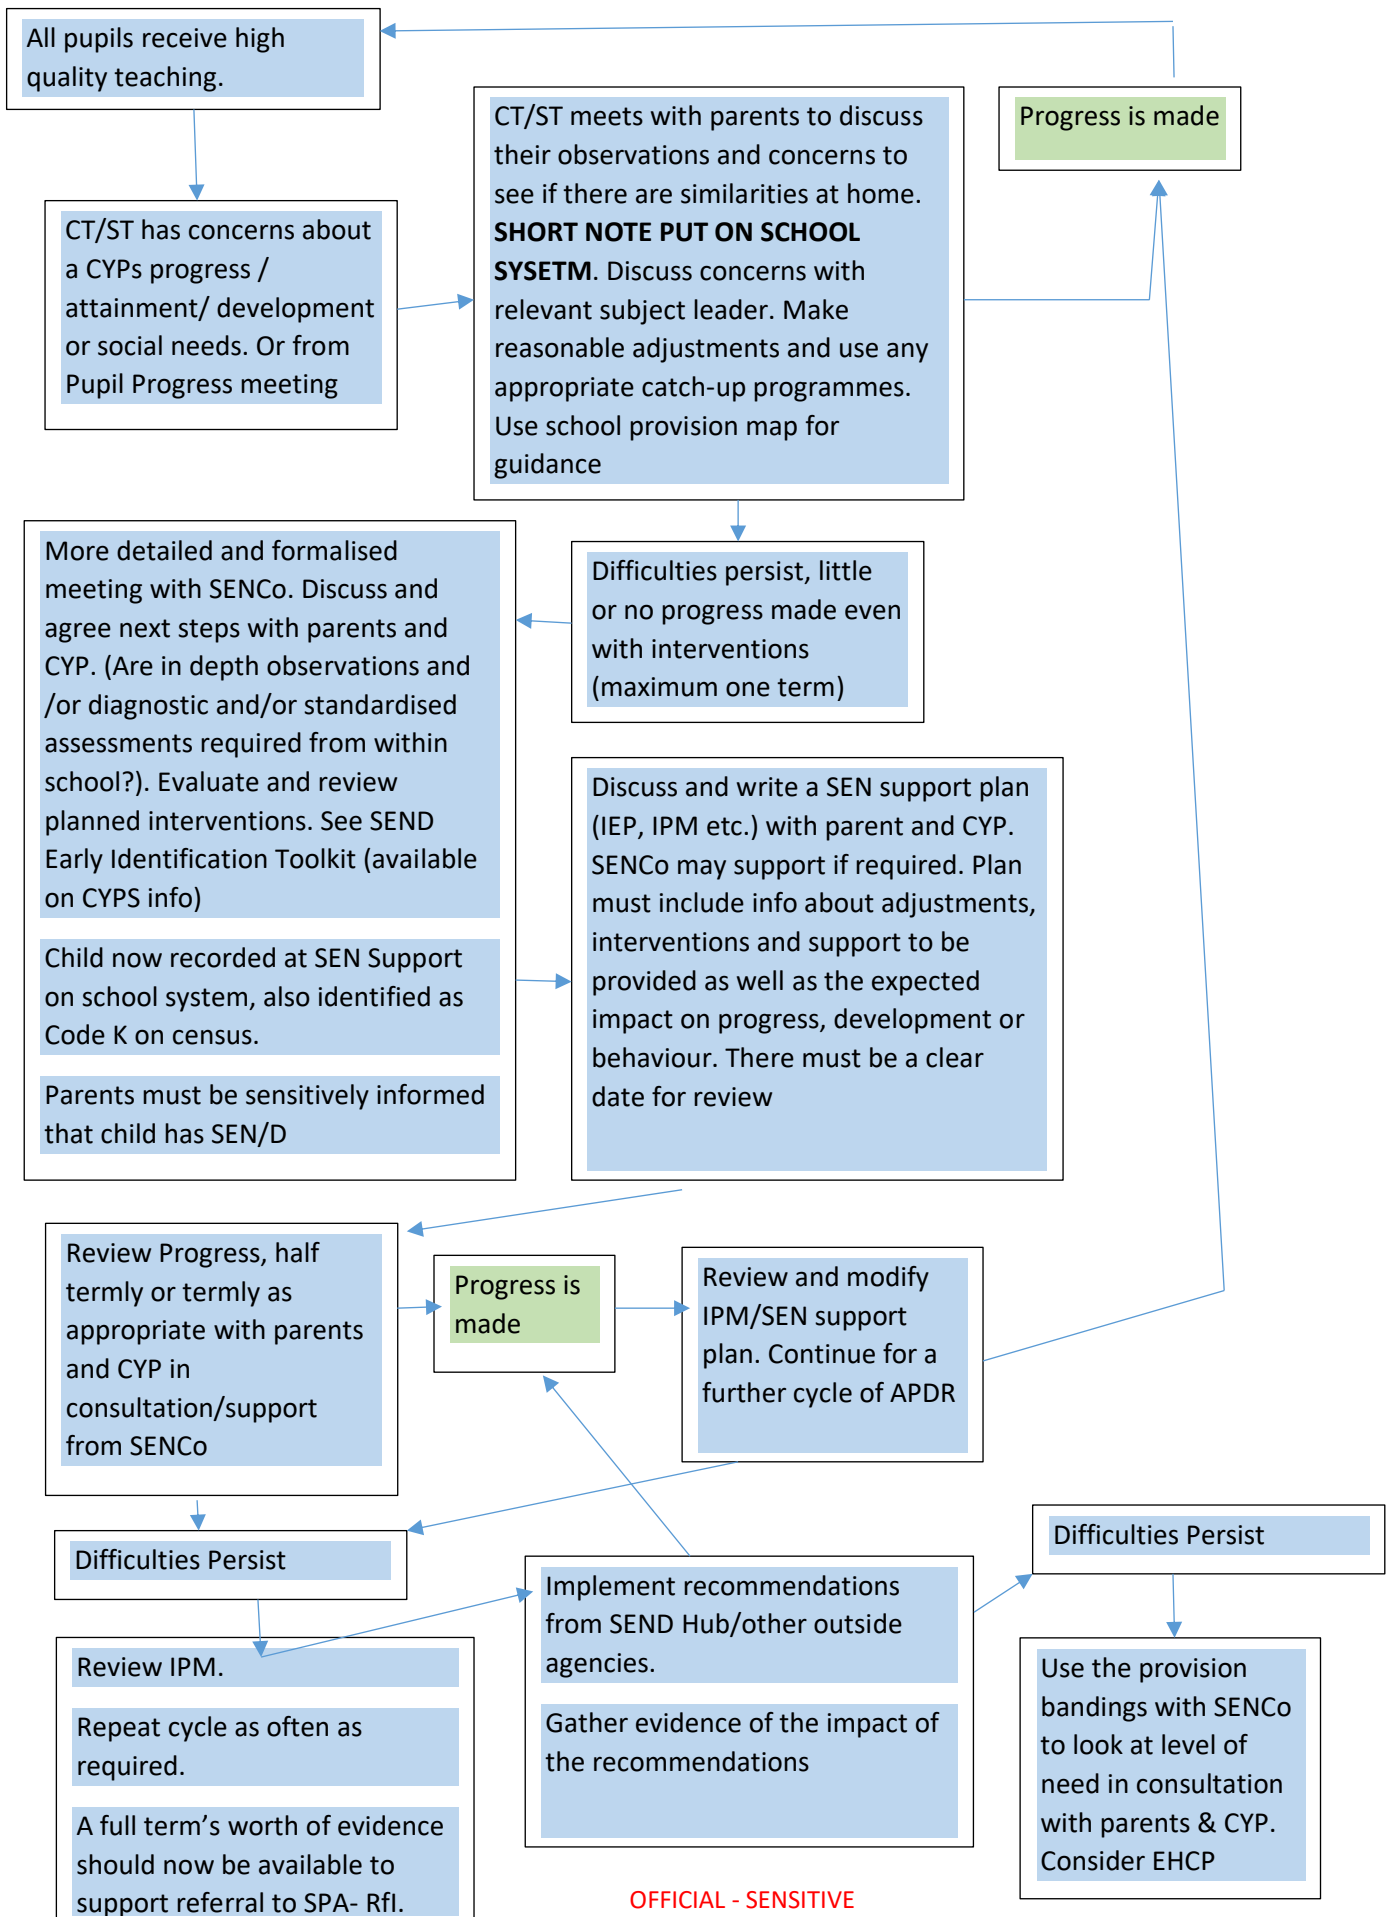 All pupils receive high
quality teaching.
Progress is made
CT/ST meets with parents to discuss
their observations and concerns to
see if there are similarities at home.
SHORT NOTE PUT ON SCHOOL
SYSETM. Discuss concerns with
relevant subject leader. Make
reasonable adjustments and use any
appropriate catch-up programmes.
Use school provision map for
guidance
CT/ST has concerns about
a CYPs progress /
attainment/ development
or social needs. Or from
Pupil Progress meeting
More detailed and formalised
meeting with SENCo. Discuss and
agree next steps with parents and
CYP. (Are in depth observations and
/or diagnostic and/or standardised
assessments required from within
school?). Evaluate and review
planned interventions. See SEND
Early Identification Toolkit (available
on CYPS info)
Child now recorded at SEN Support
on school system, also identified as
Code K on census.
Parents must be sensitively informed
that child has SEN/D
Difficulties persist, little
or no progress made even
with interventions
(maximum one term)
Discuss and write a SEN support plan
(IEP, IPM etc.) with parent and CYP.
SENCo may support if required. Plan
must include info about adjustments,
interventions and support to be
provided as well as the expected
impact on progress, development or
behaviour. There must be a clear
date for review
Review Progress, half
termly or termly as
appropriate with parents
and CYP in
consultation/support
from SENCo
Progress is
made
Review and modify
IPM/SEN support
plan. Continue for a
further cycle of APDR
Difficulties Persist
Difficulties Persist
Review IPM.
Repeat cycle as often as
required.
A full term’s worth of evidence
should now be available to
support referral to SPA- RfI.
Implement recommendations
from SEND Hub/other outside
agencies.
Gather evidence of the impact of
the recommendations
Use the provision
bandings with SENCo
to look at level of
need in consultation
with parents & CYP.
Consider EHCP
OFFICIAL - SENSITIVE